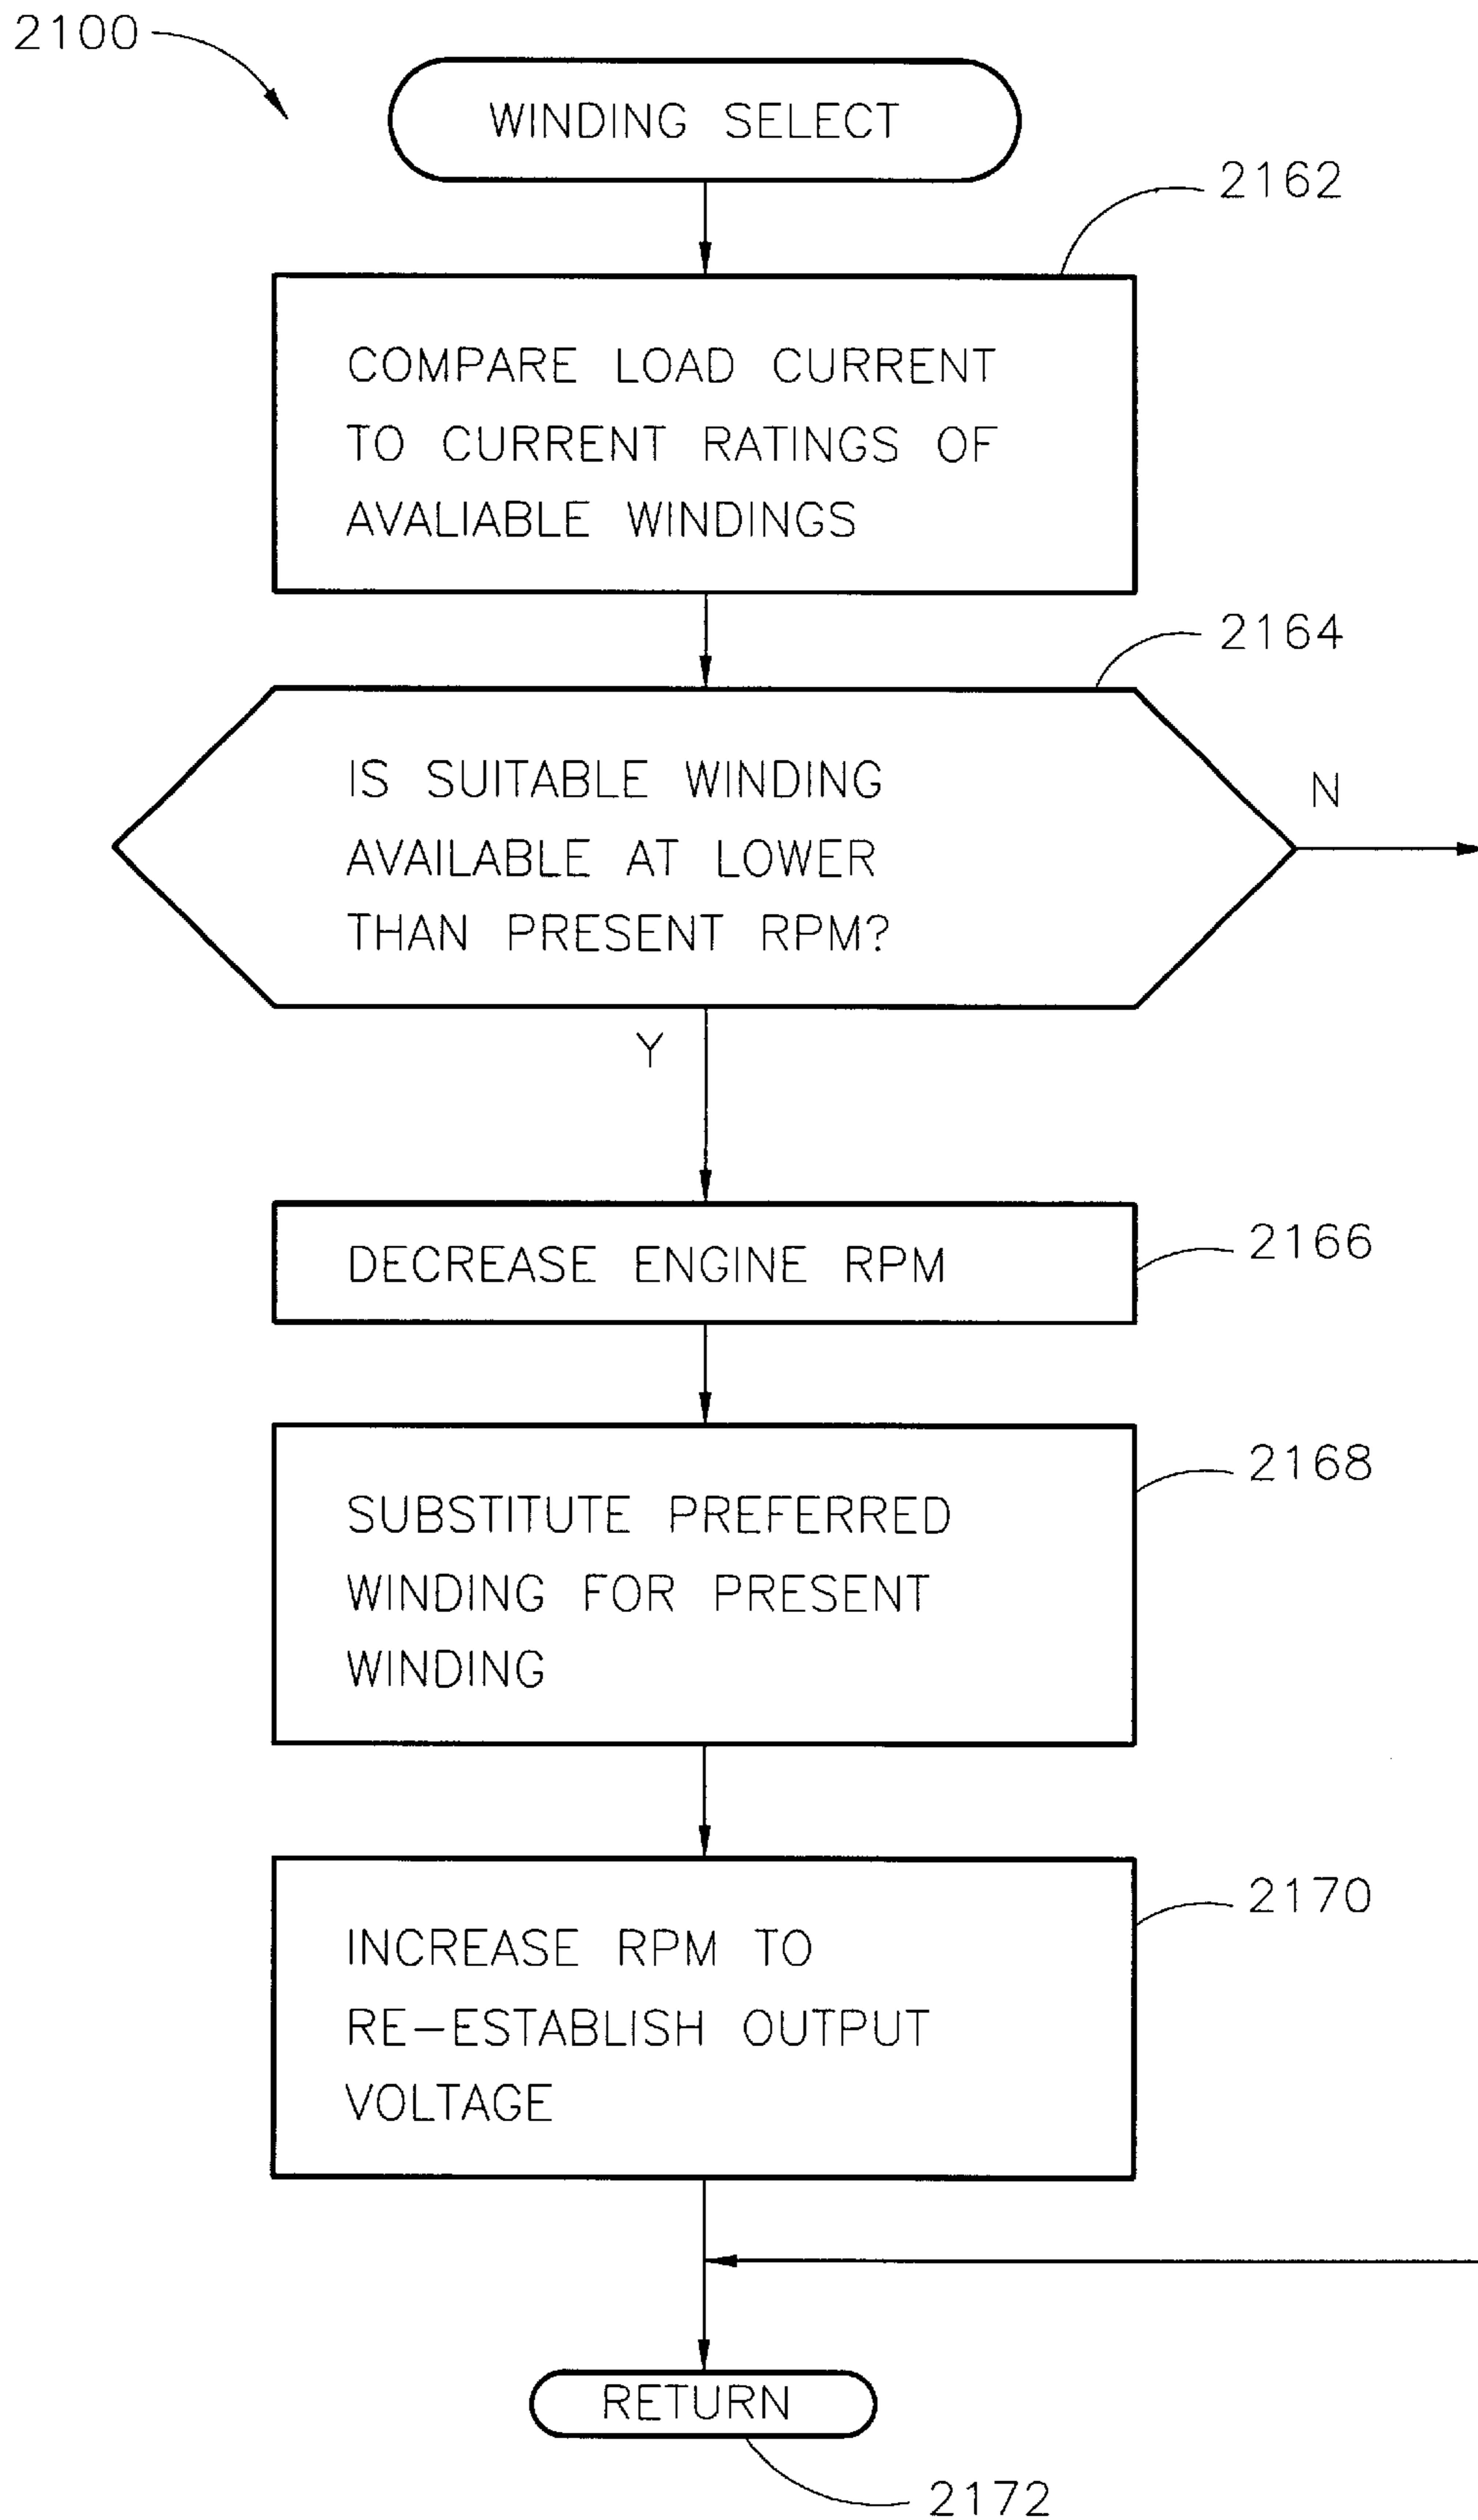 2100
WINDING SELECT
2162
COMPARE LOAD CURRENT
TO CURRENT RATINGS OF
AVALIABLE WINDINGS
2164
IS SUITABLE WINDING
AVAILABLE AT LOWER
THAN PRESENT RPM?
N
Y
DECREASE ENGINE RPM
2166
2168
SUBSTITUTE PREFERRED
WINDING FOR PRESENT
WINDING
2170
INCREASE RPM TO
RE-ESTABLISH OUTPUT
VOLTAGE
RETURN
2172